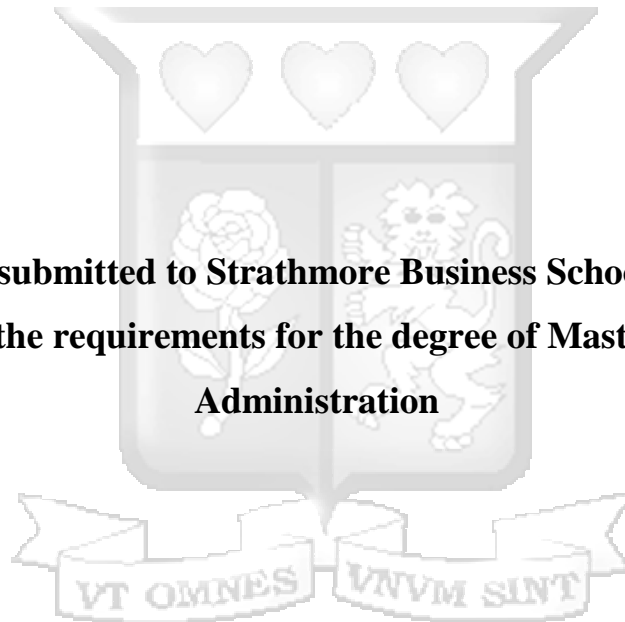 submitted to Strathmore Business Schoo
the requirements for the degree of Mast
Administration
VT OMNES VNVM SINT